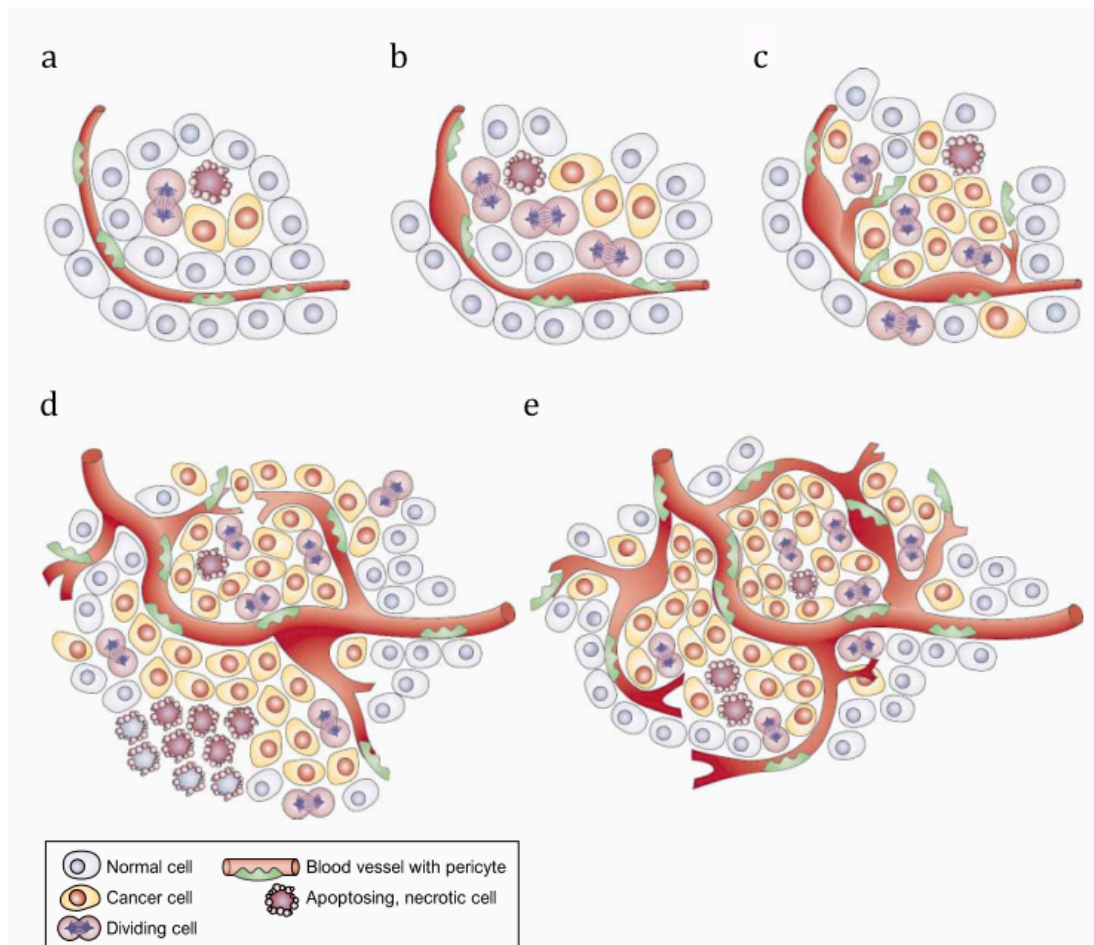 a
b
c
d
e
Normal cell
Blood vessel with pericyte
Cancer cell
Apoptosing, necrotic cell
Dividing cell